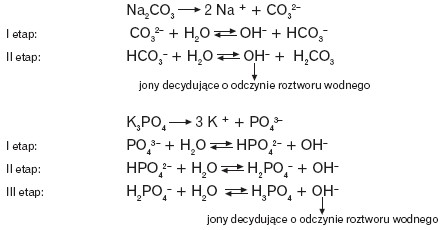 Na₂CO₃ ⟶ 2 Na ⁺ + CO₃²⁻
I etap: CO₃²⁻ + H₂O ⇌ OH⁻ + HCO₃⁻
II etap: HCO₃⁻ + H₂O ⇌ OH⁻ + H₂CO₃
jony decydujące o odczynie roztworu wodnego
K₃PO₄ ⟶ 3 K ⁺ + PO₄³⁻
I etap: PO₄³⁻ + H₂O ⇌ HPO₄²⁻ + OH⁻
II etap: HPO₄²⁻ + H₂O ⇌ H₂PO₄⁻ + OH⁻
III etap: H₂PO₄⁻ + H₂O ⇌ H₃PO₄ + OH⁻
jony decydujące o odczynie roztworu wodnego